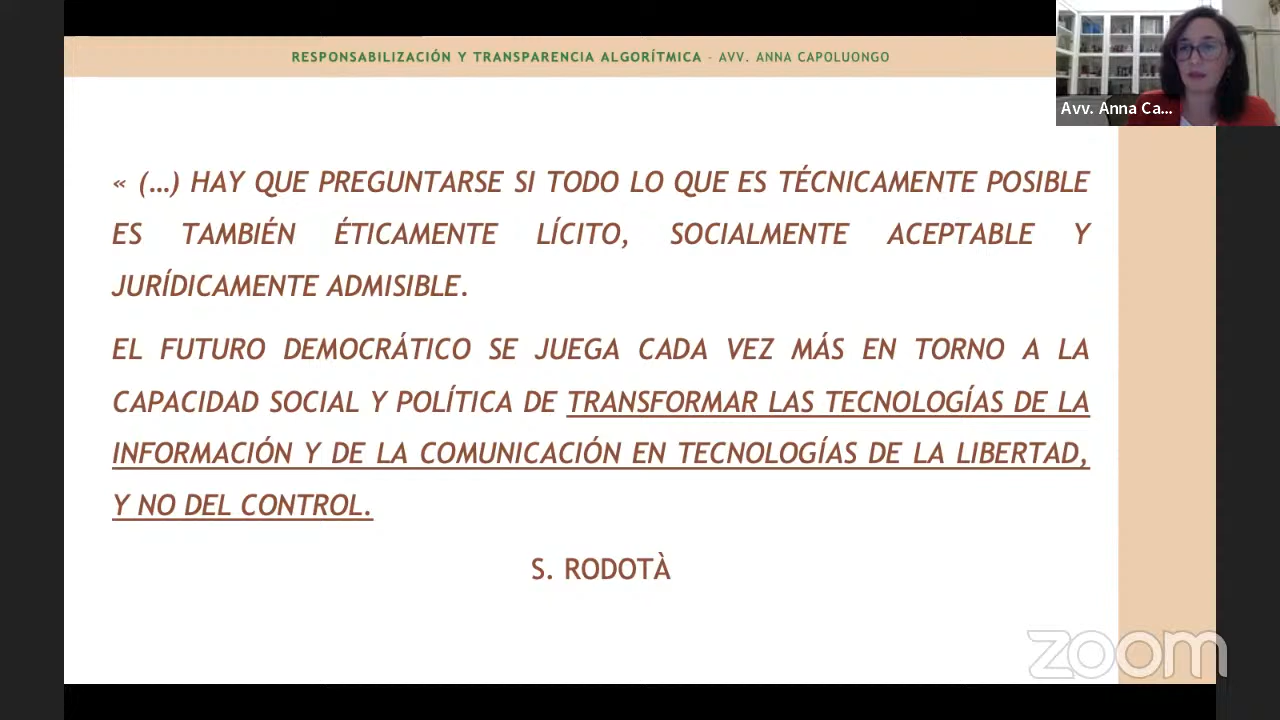 RESPONSABILIZACIÓN Y TRANSPARENCIA ALGORÍTMICA - AVV. ANNA CAPOLUONGO
Avv. Anna Ca...
« (...) HAY QUE PREGUNTARSE SI TODO LO QUE ES TÉCNICAMENTE POSIBLE
ES TAMBIÉN ÉTICAMENTE LÍCITO, SOCIALMENTE ACEPTABLE Y
JURÍDICAMENTE ADMISIBLE.
EL FUTURO DEMOCRÁTICO SE JUEGA CADA VEZ MÁS EN TORNO A LA
CAPACIDAD SOCIAL Y POLÍTICA DE TRANSFORMAR LAS TECNOLOGÍAS DE LA
INFORMACIÓN Y DE LA COMUNICACIÓN EN TECNOLOGÍAS DE LA LIBERTAD,
Y NO DEL CONTROL.
S. RODOTÀ
zoom